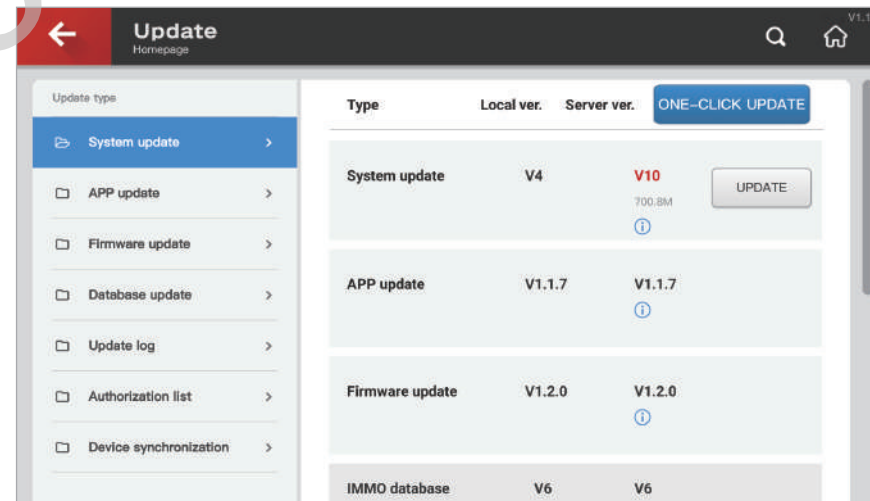 Update
Homepage
V1.1
Update type
System update
APP update
Firmware update
Database update
Update log
Authorization list
Device synchronization
Type Local ver. Server ver. ONE-CLICK UPDATE
System update V4 V10 UPDATE
700.8M
APP update V1.1.7 V1.1.7
Firmware update V1.2.0 V1.2.0
IMMO database V6 V6